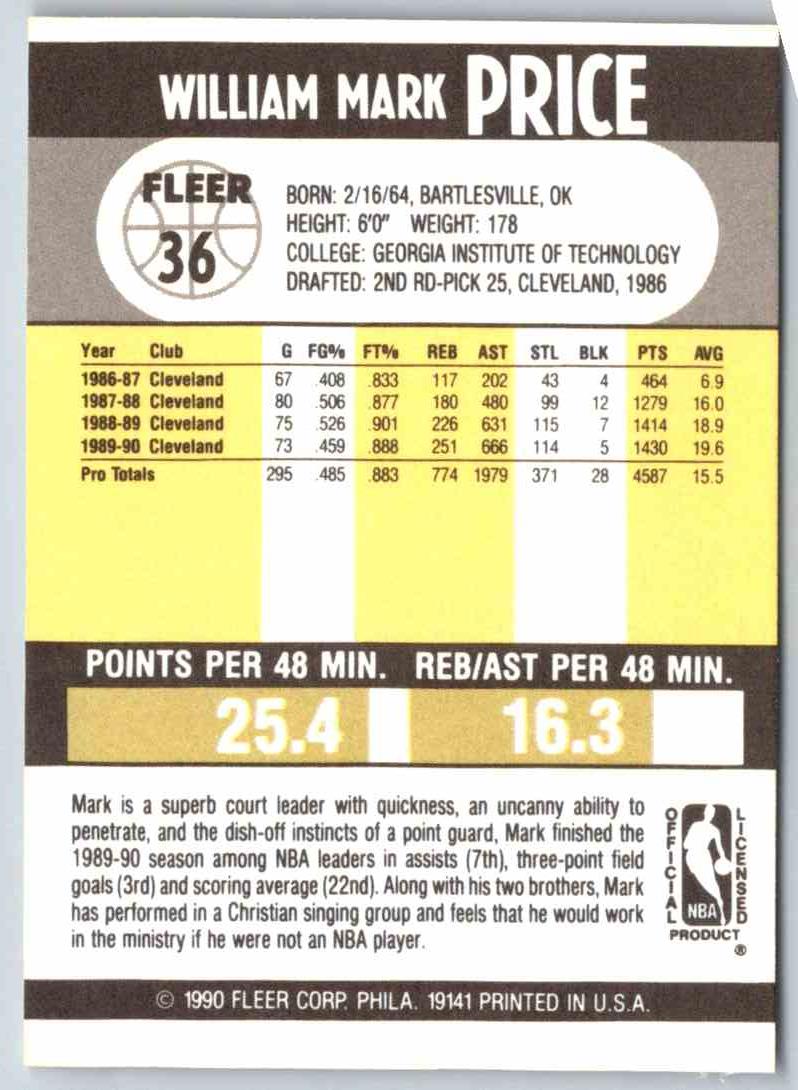 WILLIAM MARK PRICE
FLEER
36
BORN: 2/16/64, BARTLESVILLE, OK
HEIGHT: 6'0" WEIGHT: 178
COLLEGE: GEORGIA INSTITUTE OF TECHNOLOGY
DRAFTED: 2ND RD-PICK 25, CLEVELAND, 1986
Year Club G FG% FT% REB AST STL BLK PTS AVG
1986-87 Cleveland 67 .408 .833 117 202 43 4 464 6.9
1987-88 Cleveland 80 .506 .877 180 480 99 12 1279 16.0
1988-89 Cleveland 75 .526 .901 226 631 115 7 1414 18.9
1989-90 Cleveland 73 .459 .888 251 666 114 5 1430 19.6
Pro Totals 295 .485 .883 774 1979 371 28 4587 15.5
POINTS PER 48 MIN. REB/AST PER 48 MIN.
25.4 16.3
Mark is a superb court leader with quickness, an uncanny ability to
penetrate, and the dish-off instincts of a point guard, Mark finished the
1989-90 season among NBA leaders in assists (7th), three-point field
goals (3rd) and scoring average (22nd). Along with his two brothers, Mark
has performed in a Christian singing group and feels that he would work
in the ministry if he were not an NBA player.
OFFICIAL
NBA
LICENSED
PRODUCT
®
© 1990 FLEER CORP. PHILA. 19141 PRINTED IN U.S.A.